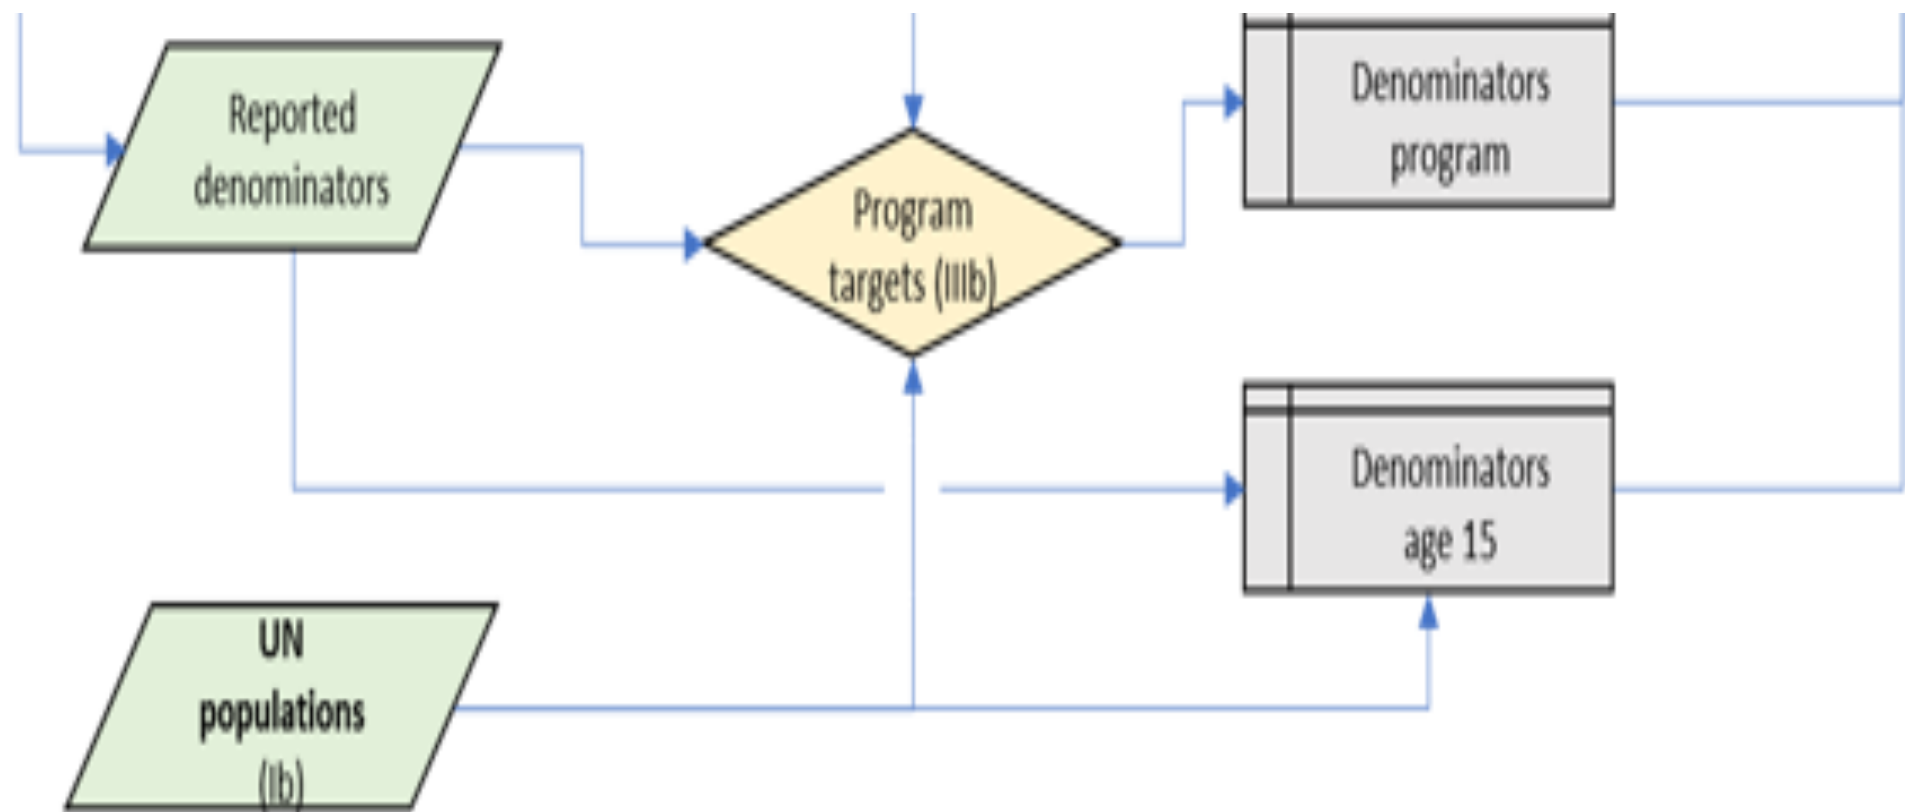 Reported
denominators
Program
targets (IIIb)
Denominators
program
Denominators
age 15
UN
populations
(Ib)